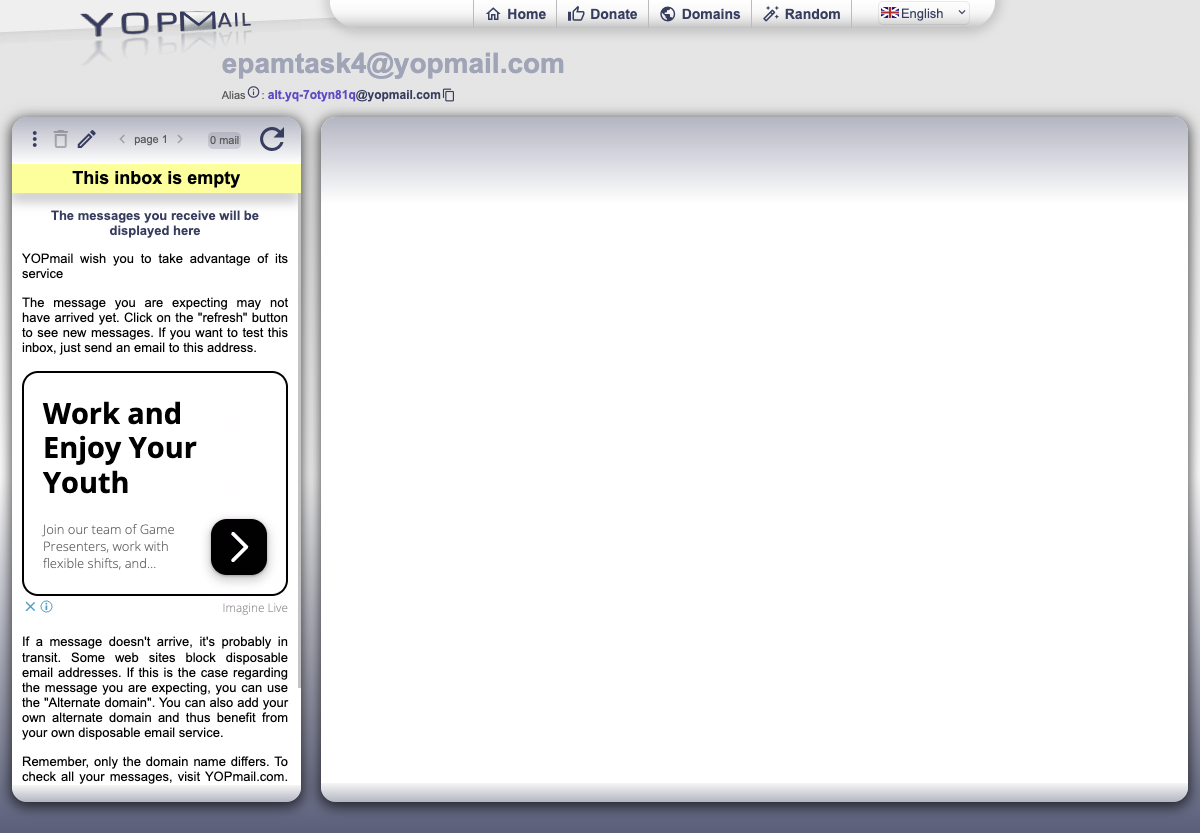 YOPMail
Home
Donate
Domains
Random
English
epamtask4@yopmail.com
Alias : alt.yq-7otyn81q@yopmail.com
page 1
0 mail
This inbox is empty
The messages you receive will be
displayed here
YOPmail wish you to take advantage of its
service
The message you are expecting may not
have arrived yet. Click on the "refresh" button
to see new messages. If you want to test this
inbox, just send an email to this address.
Work and
Enjoy Your
Youth
Join our team of Game
Presenters, work with
flexible shifts, and...
Imagine Live
If a message doesn't arrive, it's probably in
transit. Some web sites block disposable
email addresses. If this is the case regarding
the message you are expecting, you can use
the "Alternate domain". You can also add your
own alternate domain and thus benefit from
your own disposable email service.
Remember, only the domain name differs. To
check all your messages, visit YOPmail.com.